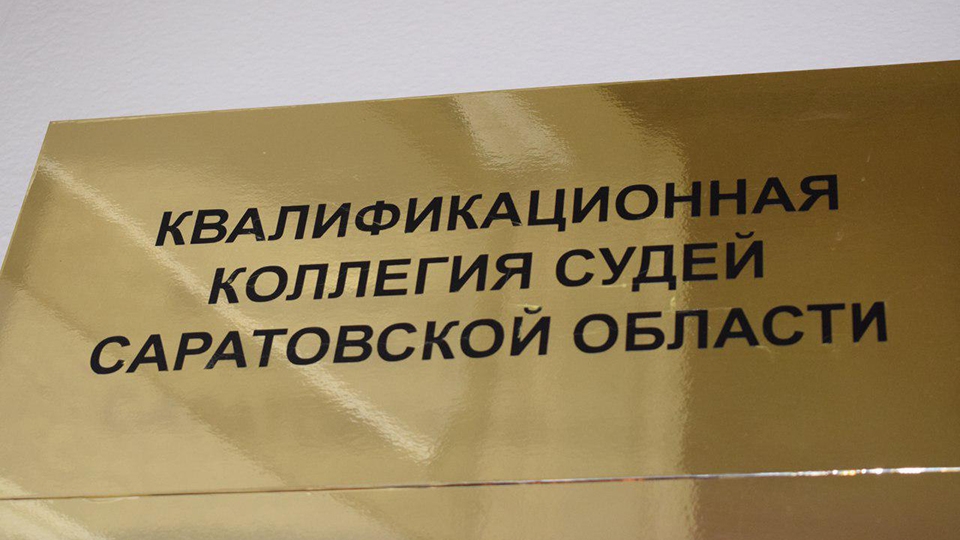 КВАЛИФИКАЦИОННАЯ
КОЛЛЕГИЯ СУДЕЙ
САРАТОВСКОЙ ОБЛАСТИ